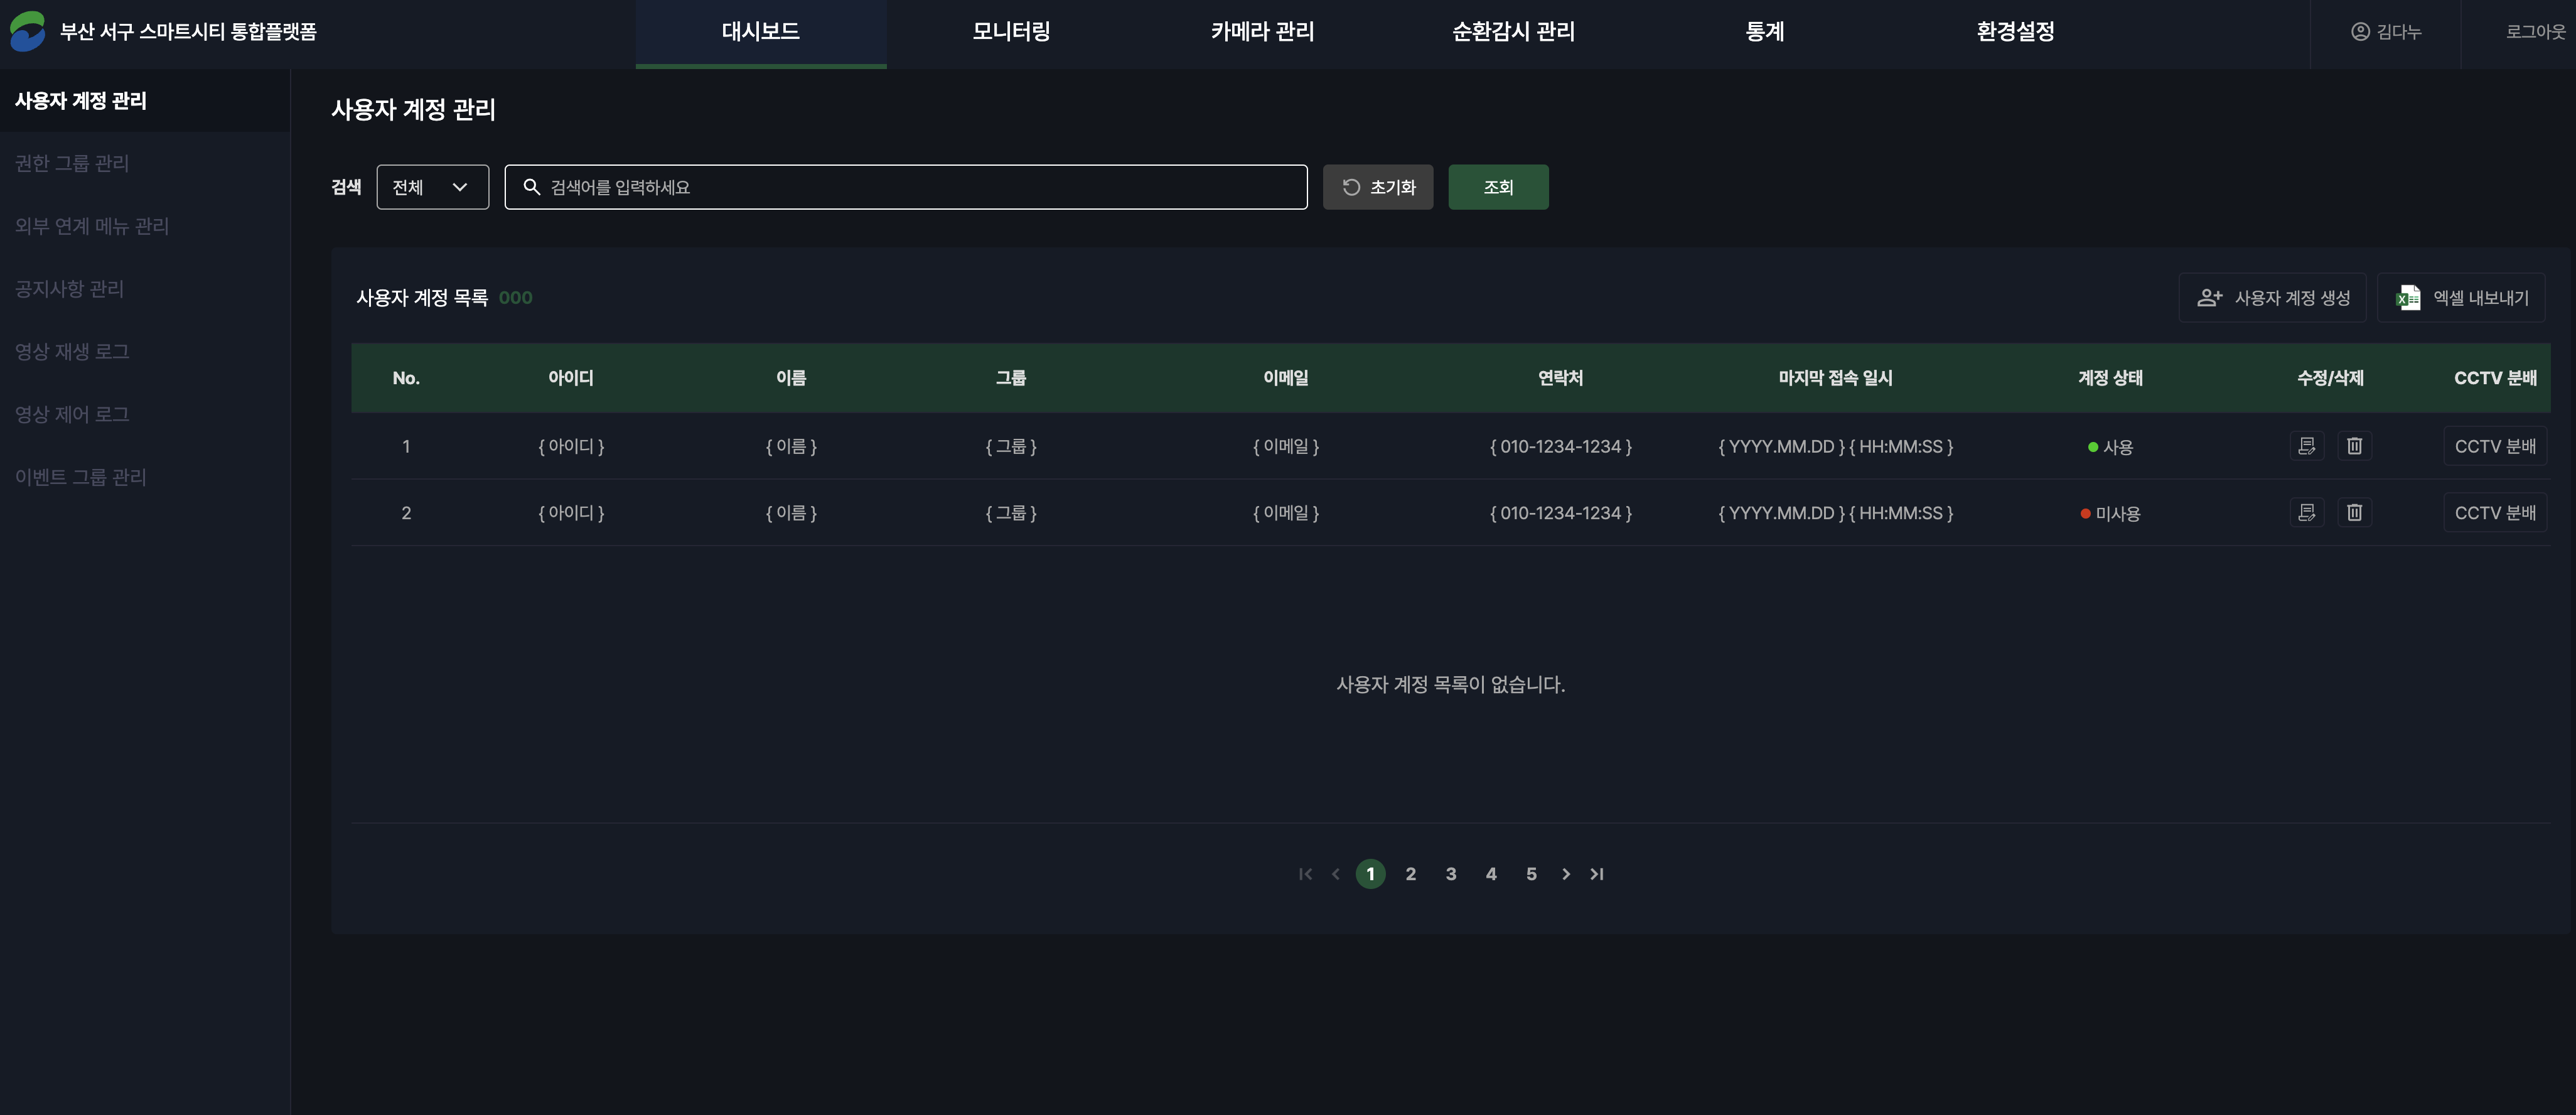 부산 서구 스마트시티 통합플랫폼 대시보드 모니터링 카메라 관리 순환감시 관리 통계 환경설정 김다누 로그아웃
사용자 계정 관리
권한 그룹 관리
외부 연계 메뉴 관리
공지사항 관리
영상 재생 로그
영상 제어 로그
이벤트 그룹 관리
사용자 계정 관리
검색 전체 검색어를 입력하세요 초기화 조회
사용자 계정 목록 000 사용자 계정 생성 엑셀 내보내기
No. 아이디 이름 그룹 이메일 연락처 마지막 접속 일시 계정 상태 수정/삭제 CCTV 분배
1 { 아이디 } { 이름 } { 그룹 } { 이메일 } { 010-1234-1234 } { YYYY.MM.DD } { HH:MM:SS } 사용 CCTV 분배
2 { 아이디 } { 이름 } { 그룹 } { 이메일 } { 010-1234-1234 } { YYYY.MM.DD } { HH:MM:SS } 미사용 CCTV 분배
사용자 계정 목록이 없습니다.
1 2 3 4 5